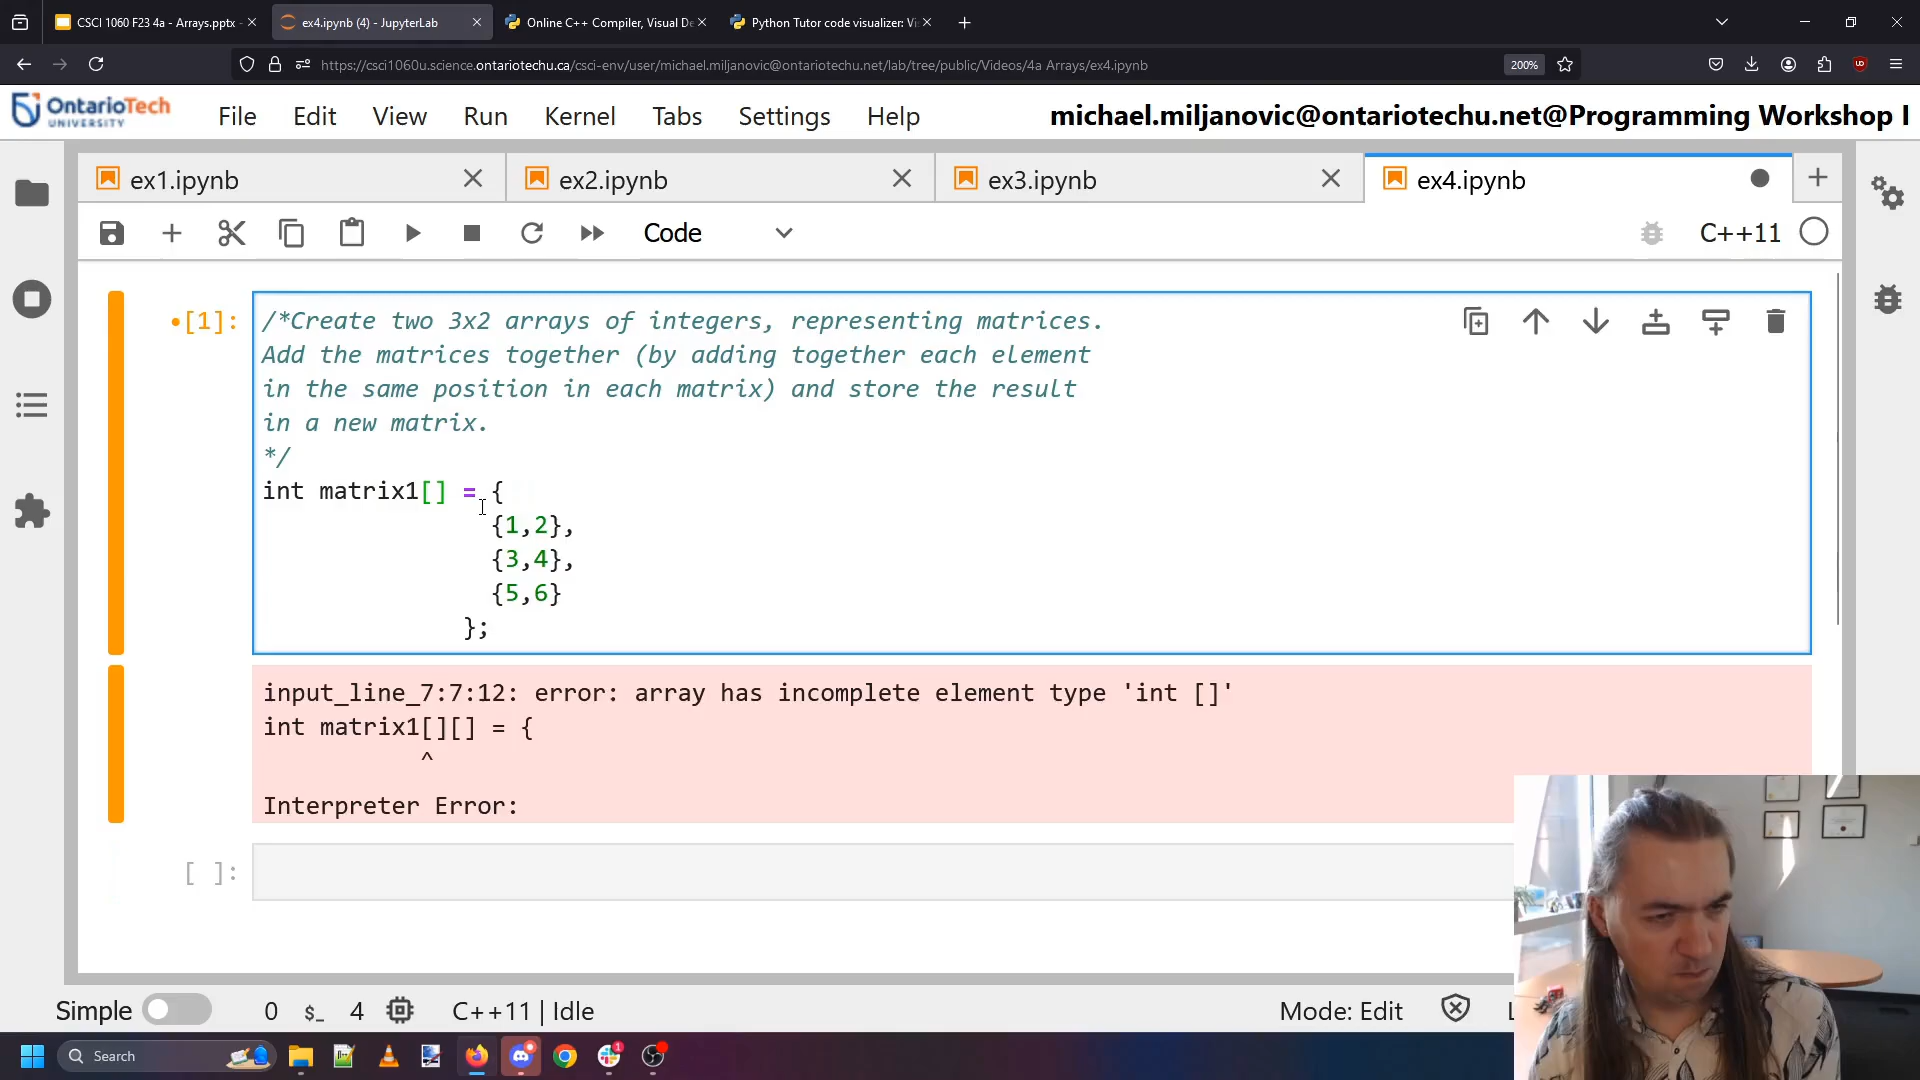 CSCI 1060 F23 4a - Arrays.pptx -
ex4.ipynb (4) - JupyterLab
Online C++ Compiler, Visual De
Python Tutor code visualizer: Vi
https://csci1060u.science.ontariotechu.ca/csci-env/user/michael.miljanovic@ontariotechu.net/lab/tree/public/Videos/4a Arrays/ex4.ipynb
200%
OntarioTech
UNIVERSITY
File Edit View Run Kernel Tabs Settings Help
michael.miljanovic@ontariotechu.net@Programming Workshop I
ex1.ipynb
ex2.ipynb
ex3.ipynb
ex4.ipynb
Code
C++11
[1]:
/*Create two 3x2 arrays of integers, representing matrices.
Add the matrices together (by adding together each element
in the same position in each matrix) and store the result
in a new matrix.
*/
int matrix1[] = {
{1,2},
{3,4},
{5,6}
};
input_line_7:7:12: error: array has incomplete element type 'int []'
int matrix1[][] = {
^
Interpreter Error:
[ ]:
Simple 0 $_ 4 C++11 | Idle
Mode: Edit
Search
1